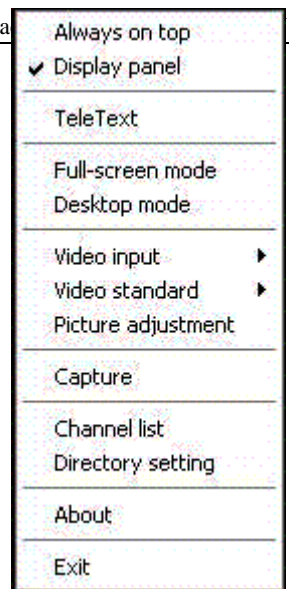 a
Always on top
✓ Display panel
TeleText
Full-screen mode
Desktop mode
Video input
Video standard
Picture adjustment
Capture
Channel list
Directory setting
About
Exit